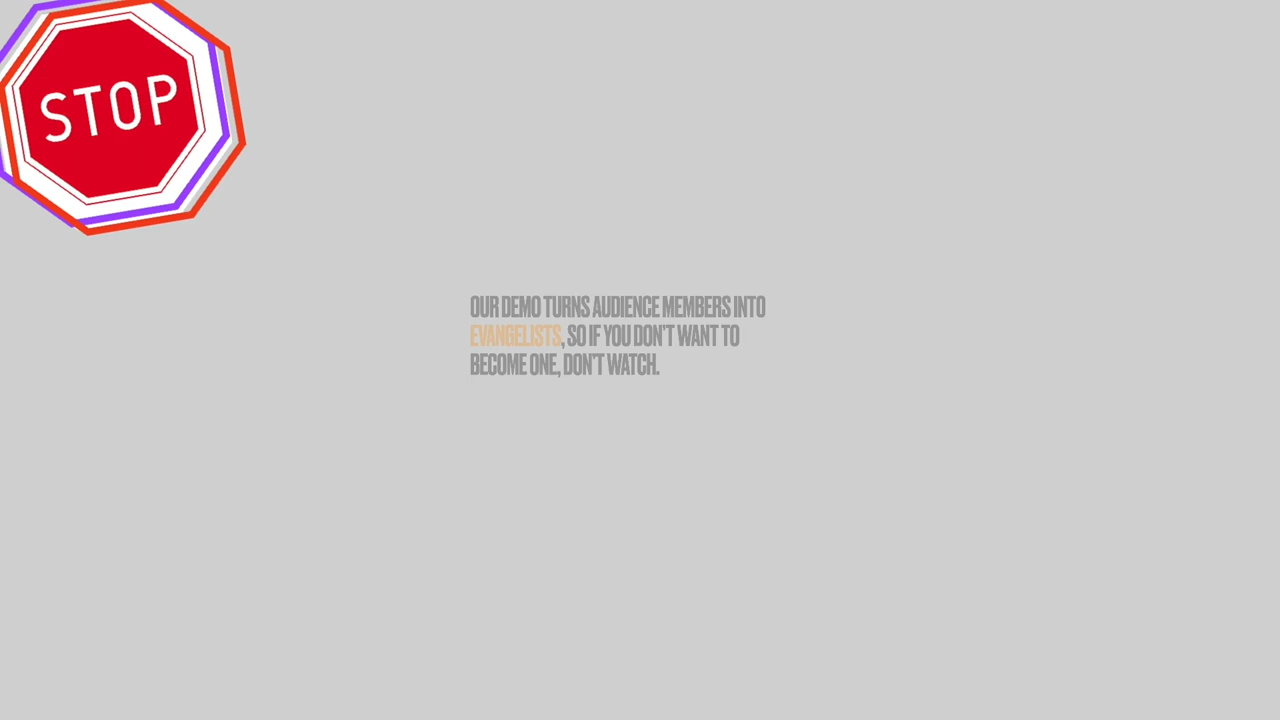 STOP
OUR DEMO TURNS AUDIENCE MEMBERS INTO
EVANGELISTS, SO IF YOU DON'T WANT TO
BECOME ONE, DON'T WATCH.